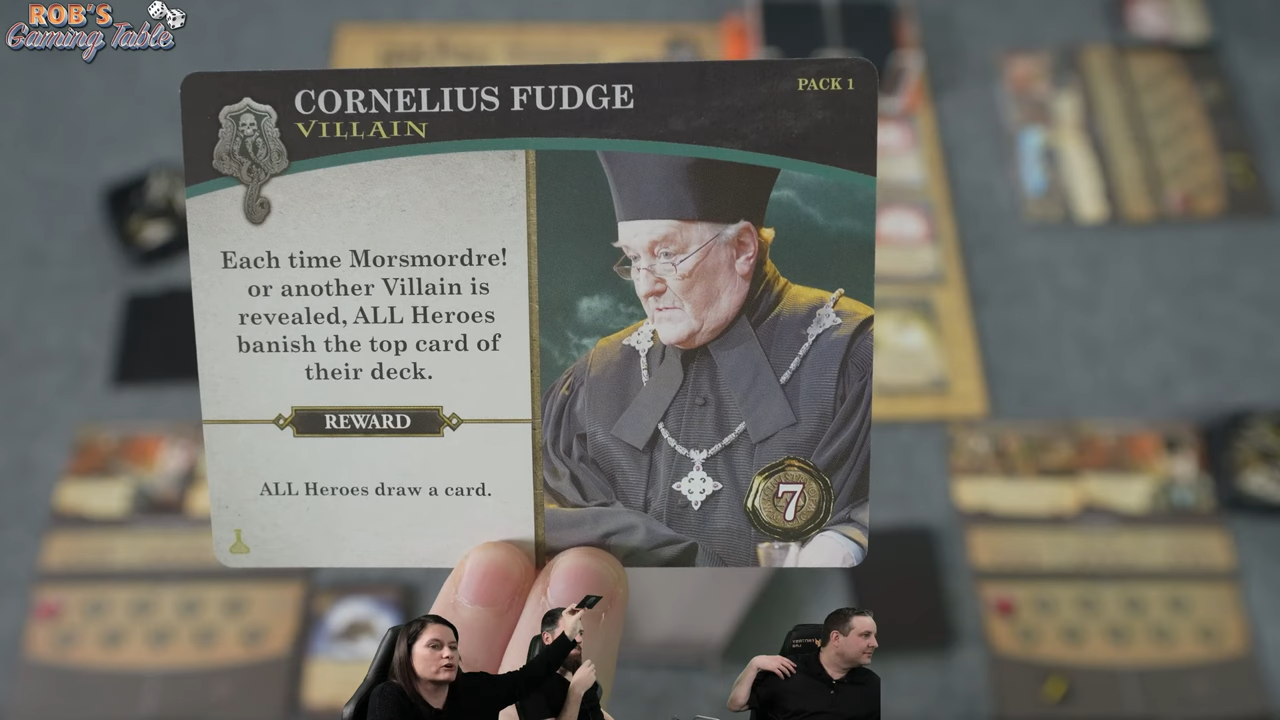 ROB'S
Gaming Table
CORNELIUS FUDGE
PACK 1
VILLAIN
Each time Morsmordre!
or another Villain is
revealed, ALL Heroes
banish the top card of
their deck.
REWARD
ALL Heroes draw a card.
7